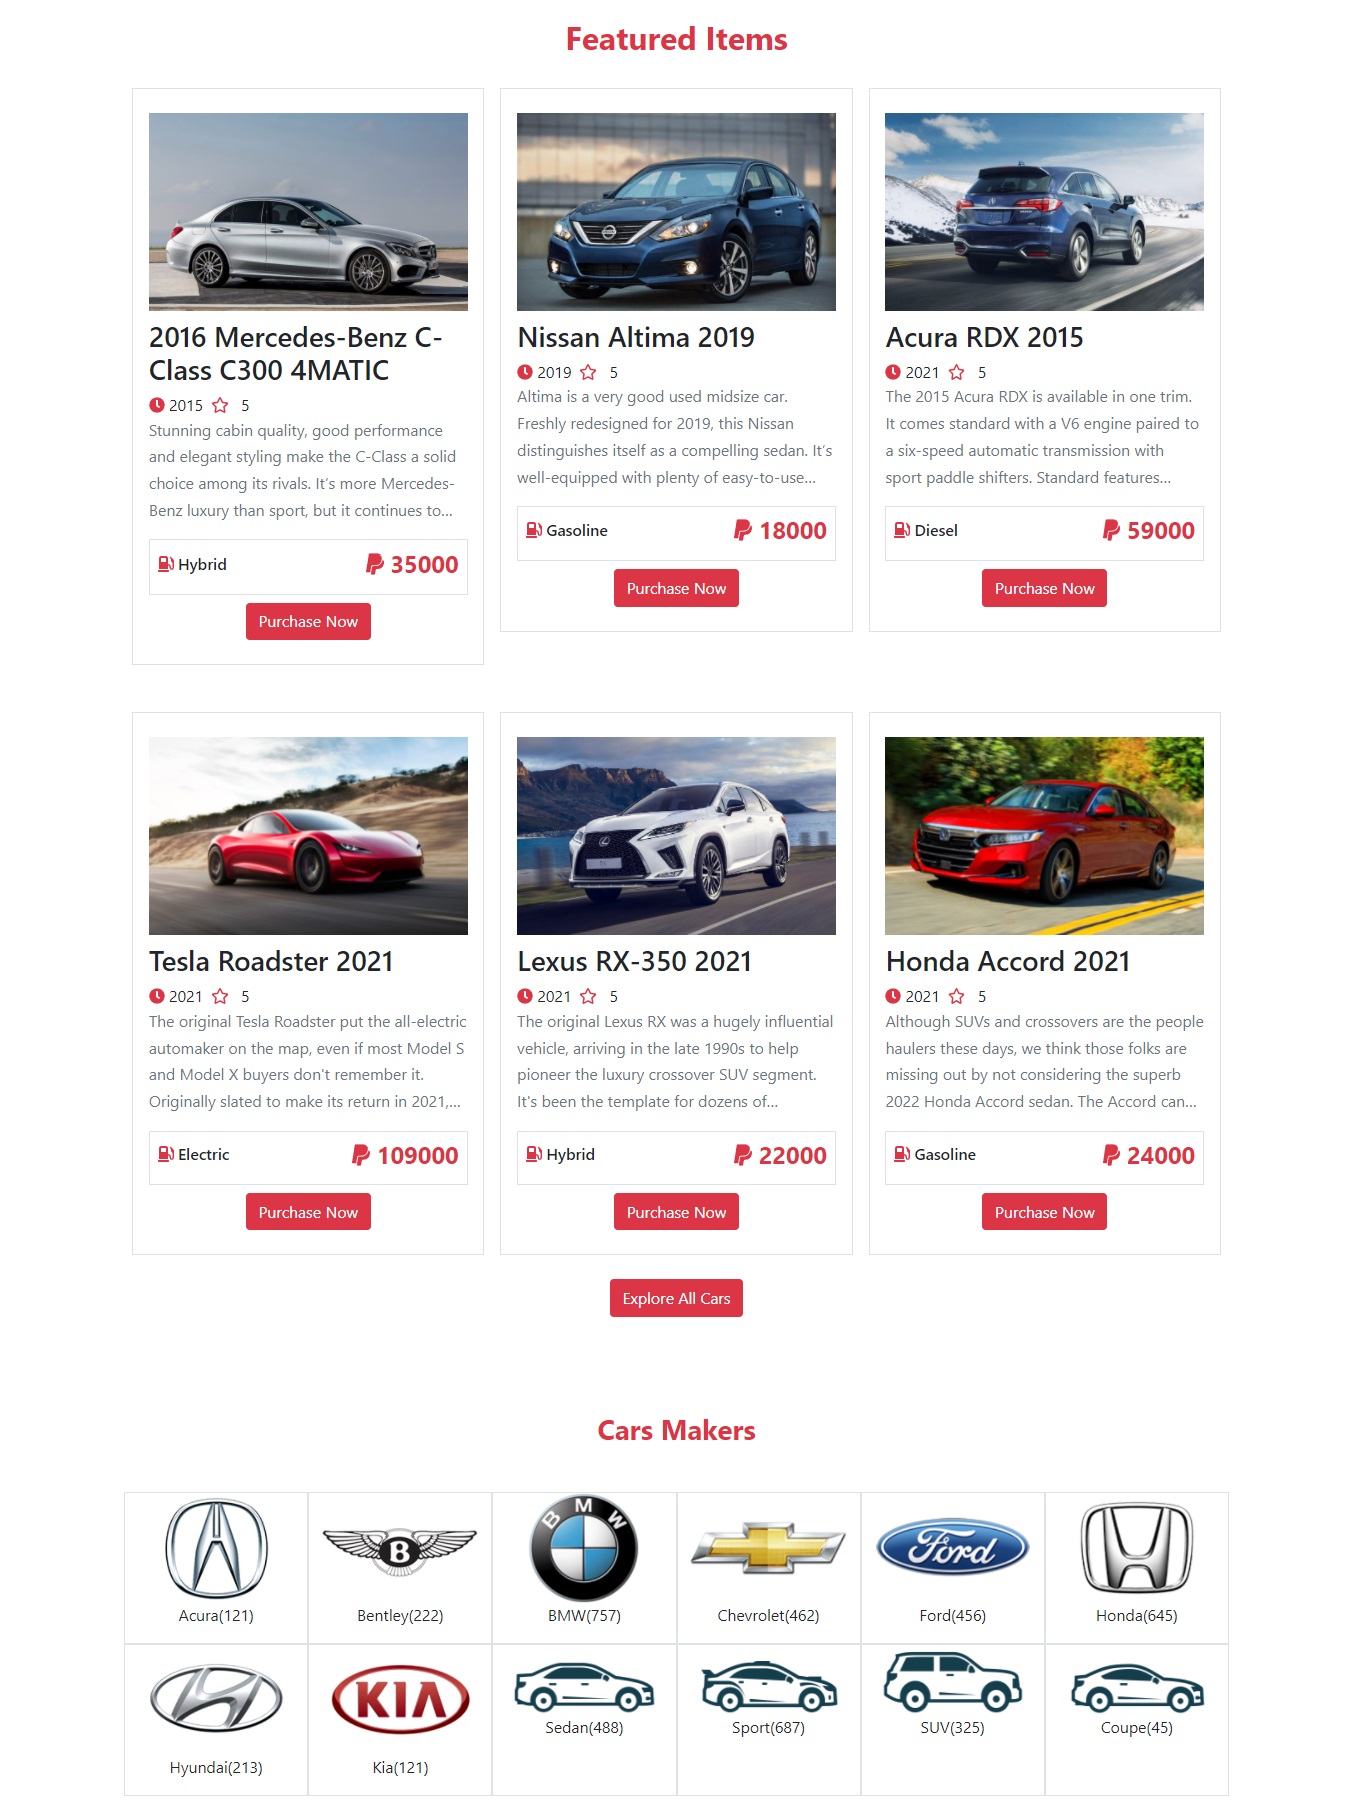 Featured Items
2016 Mercedes-Benz C-
Class C300 4MATIC
2015 5
Stunning cabin quality, good performance
and elegant styling make the C-Class a solid
choice among its rivals. It’s more Mercedes-
Benz luxury than sport, but it continues to...
Hybrid 35000
Purchase Now
Nissan Altima 2019
2019 5
Altima is a very good used midsize car.
Freshly redesigned for 2019, this Nissan
distinguishes itself as a compelling sedan. It’s
well-equipped with plenty of easy-to-use...
Gasoline 18000
Purchase Now
Acura RDX 2015
2021 5
The 2015 Acura RDX is available in one trim.
It comes standard with a V6 engine paired to
a six-speed automatic transmission with
sport paddle shifters. Standard features...
Diesel 59000
Purchase Now
Tesla Roadster 2021
2021 5
The original Tesla Roadster put the all-electric
automaker on the map, even if most Model S
and Model X buyers don't remember it.
Originally slated to make its return in 2021,...
Electric 109000
Purchase Now
Lexus RX-350 2021
2021 5
The original Lexus RX was a hugely influential
vehicle, arriving in the late 1990s to help
pioneer the luxury crossover SUV segment.
It's been the template for dozens of...
Hybrid 22000
Purchase Now
Honda Accord 2021
2021 5
Although SUVs and crossovers are the people
haulers these days, we think those folks are
missing out by not considering the superb
2022 Honda Accord sedan. The Accord can...
Gasoline 24000
Purchase Now
Explore All Cars
Cars Makers
B
BMW
Ford
Acura(121)
Bentley(222)
BMW(757)
Chevrolet(462)
Ford(456)
Honda(645)
KIA
Sedan(488)
Sport(687)
SUV(325)
Coupe(45)
Hyundai(213)
Kia(121)